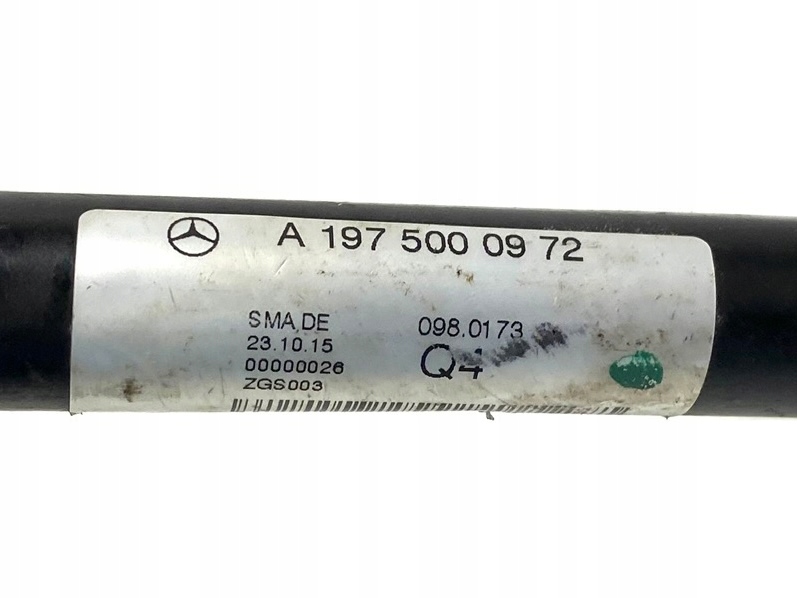 A 197 500 09 72
SMA,DE 098.0173
23.10.15 Q4
00000026
ZGS003